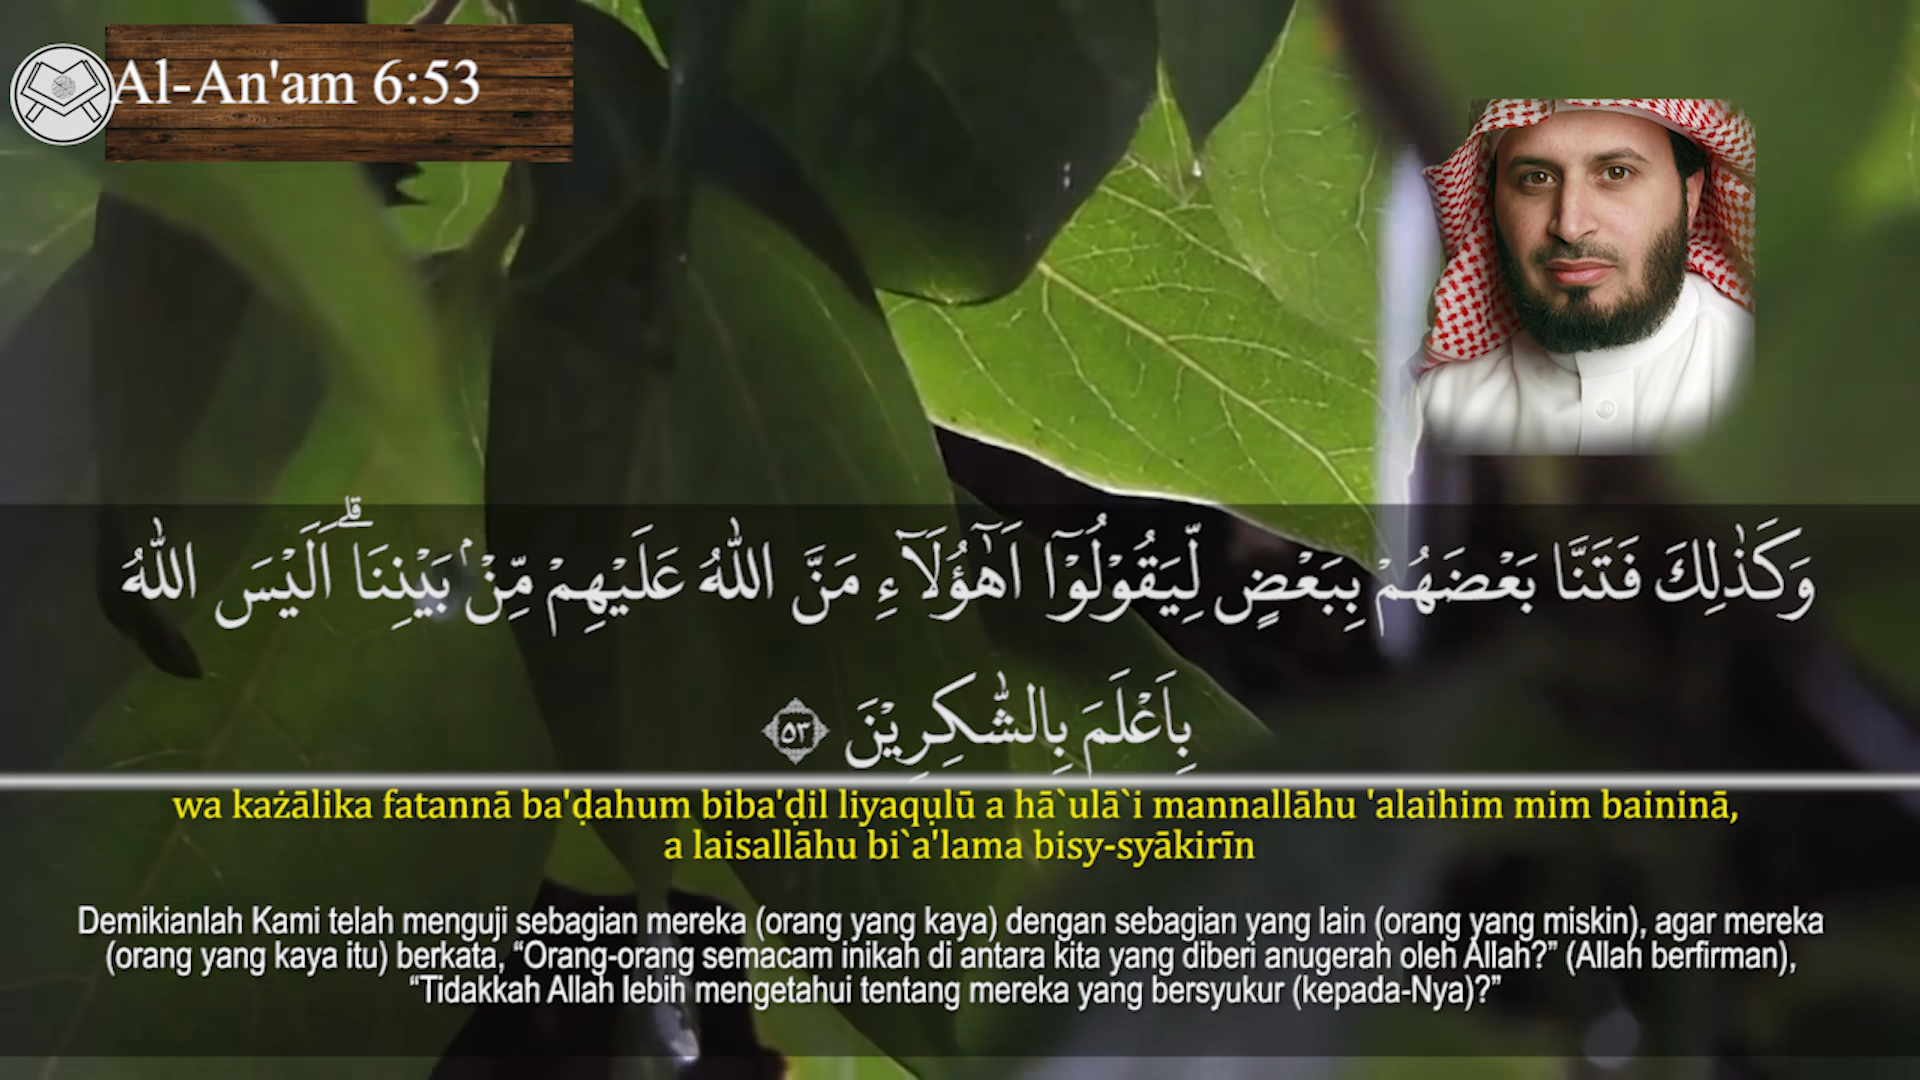 Al-An'am 6:53
وَكَذٰلِكَ فَتَنَّا بَعْضَهُمْ بِبَعْضٍ لِّيَقُوْلُوْٓا اَهٰٓؤُلَاۤءِ مَنَّ اللّٰهُ عَلَيْهِمْ مِّنْۢ بَيْنِنَاۗ اَلَيْسَ اللّٰهُ
بِاَعْلَمَ بِالشّٰكِرِيْنَ ٥٣
wa każālika fatannā ba'ḍahum biba'ḍil liyaqụlū a hā`ulā`i mannallāhu 'alaihim mim baininā,
a laisallāhu bi`a'lama bisy-syākirīn
Demikianlah Kami telah menguji sebagian mereka (orang yang kaya) dengan sebagian yang lain (orang yang miskin), agar mereka
(orang yang kaya itu) berkata, “Orang-orang semacam inikah di antara kita yang diberi anugerah oleh Allah?” (Allah berfirman),
“Tidakkah Allah lebih mengetahui tentang mereka yang bersyukur (kepada-Nya)?”